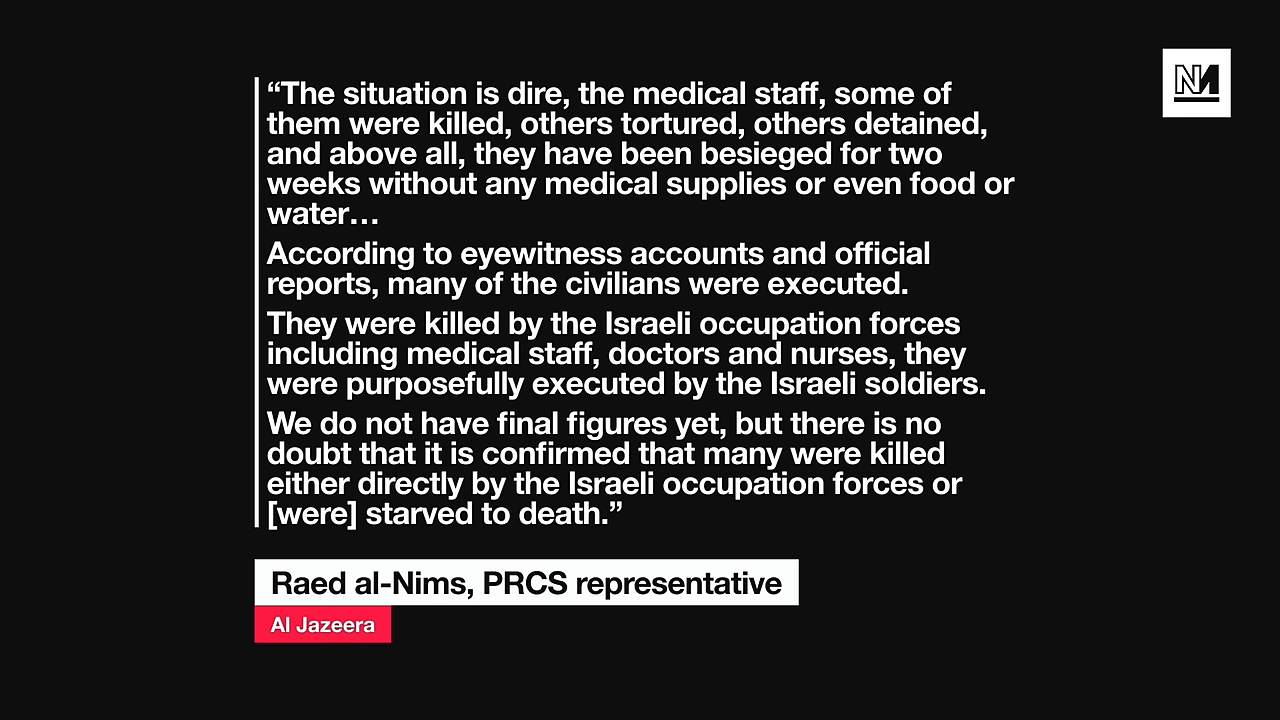 “The situation is dire, the medical staff, some of
them were killed, others tortured, others detained,
and above all, they have been besieged for two
weeks without any medical supplies or even food or
water…
According to eyewitness accounts and official
reports, many of the civilians were executed.
They were killed by the Israeli occupation forces
including medical staff, doctors and nurses, they
were purposefully executed by the Israeli soldiers.
We do not have final figures yet, but there is no
doubt that it is confirmed that many were killed
either directly by the Israeli occupation forces or
[were] starved to death.”
Raed al-Nims, PRCS representative
Al Jazeera
NM